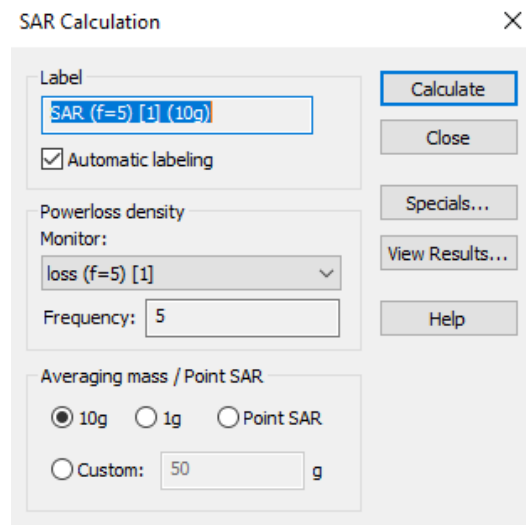 SAR Calculation
Label
SAR (f=5) [1] (10g)
Automatic labeling
Powerloss density
Monitor:
loss (f=5) [1]
Frequency: 5
Averaging mass / Point SAR
10g 1g Point SAR
Custom: 50 g
Calculate
Close
Specials...
View Results...
Help